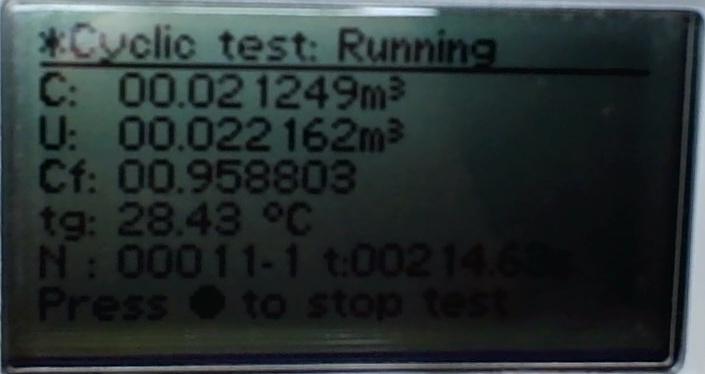 *Cyclic test: Running
C: 00.021249m³
U: 00.022162m³
Cf: 00.958803
tg: 28.43 °C
N : 00011-1 t:00214.63s
Press ● to stop test